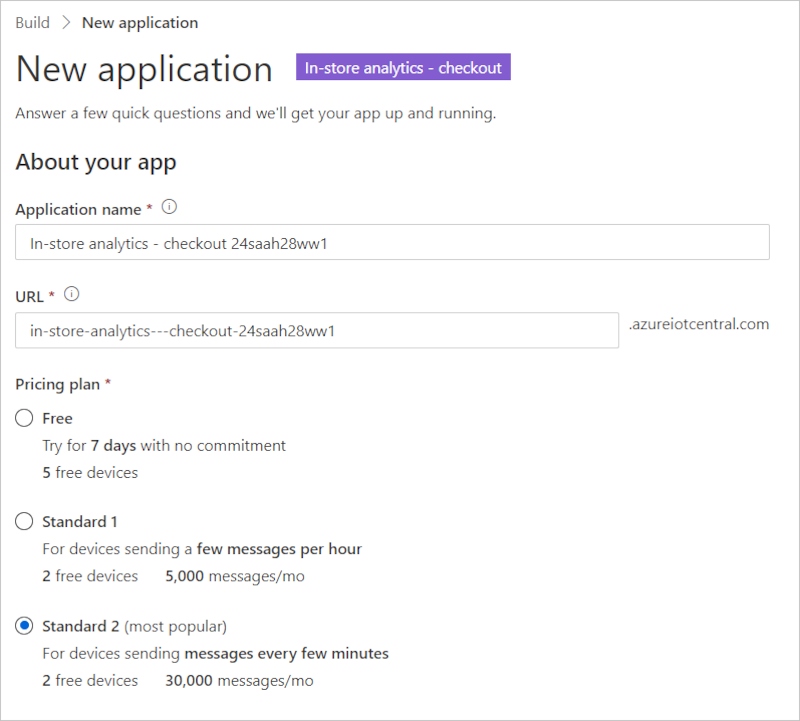 Build > New application
New application In-store analytics - checkout
Answer a few quick questions and we'll get your app up and running.
About your app
Application name *
In-store analytics - checkout 24saah28ww1
URL *
in-store-analytics---checkout-24saah28ww1 .azureiotcentral.com
Pricing plan *
Free
Try for 7 days with no commitment
5 free devices
Standard 1
For devices sending a few messages per hour
2 free devices 5,000 messages/mo
Standard 2 (most popular)
For devices sending messages every few minutes
2 free devices 30,000 messages/mo